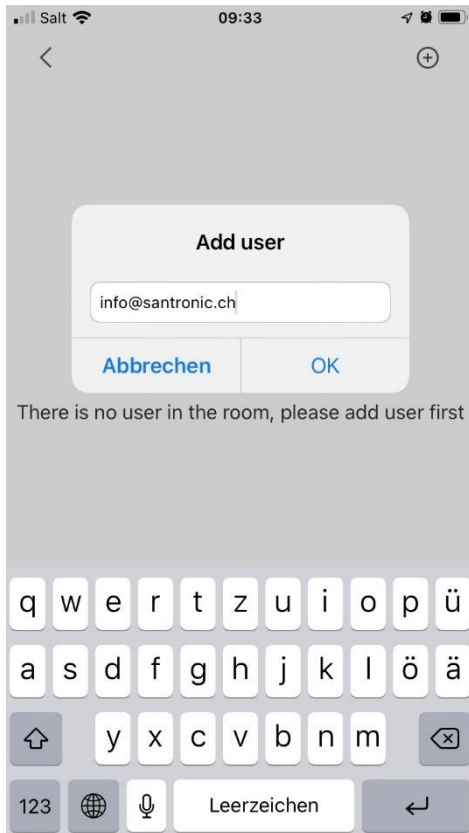 Salt 09:33
Add user
info@santronic.ch
Abbrechen OK
There is no user in the room, please add user first
q w e r t z u i o p ü
a s d f g h j k l ö ä
y x c v b n m
123 Leerzeichen